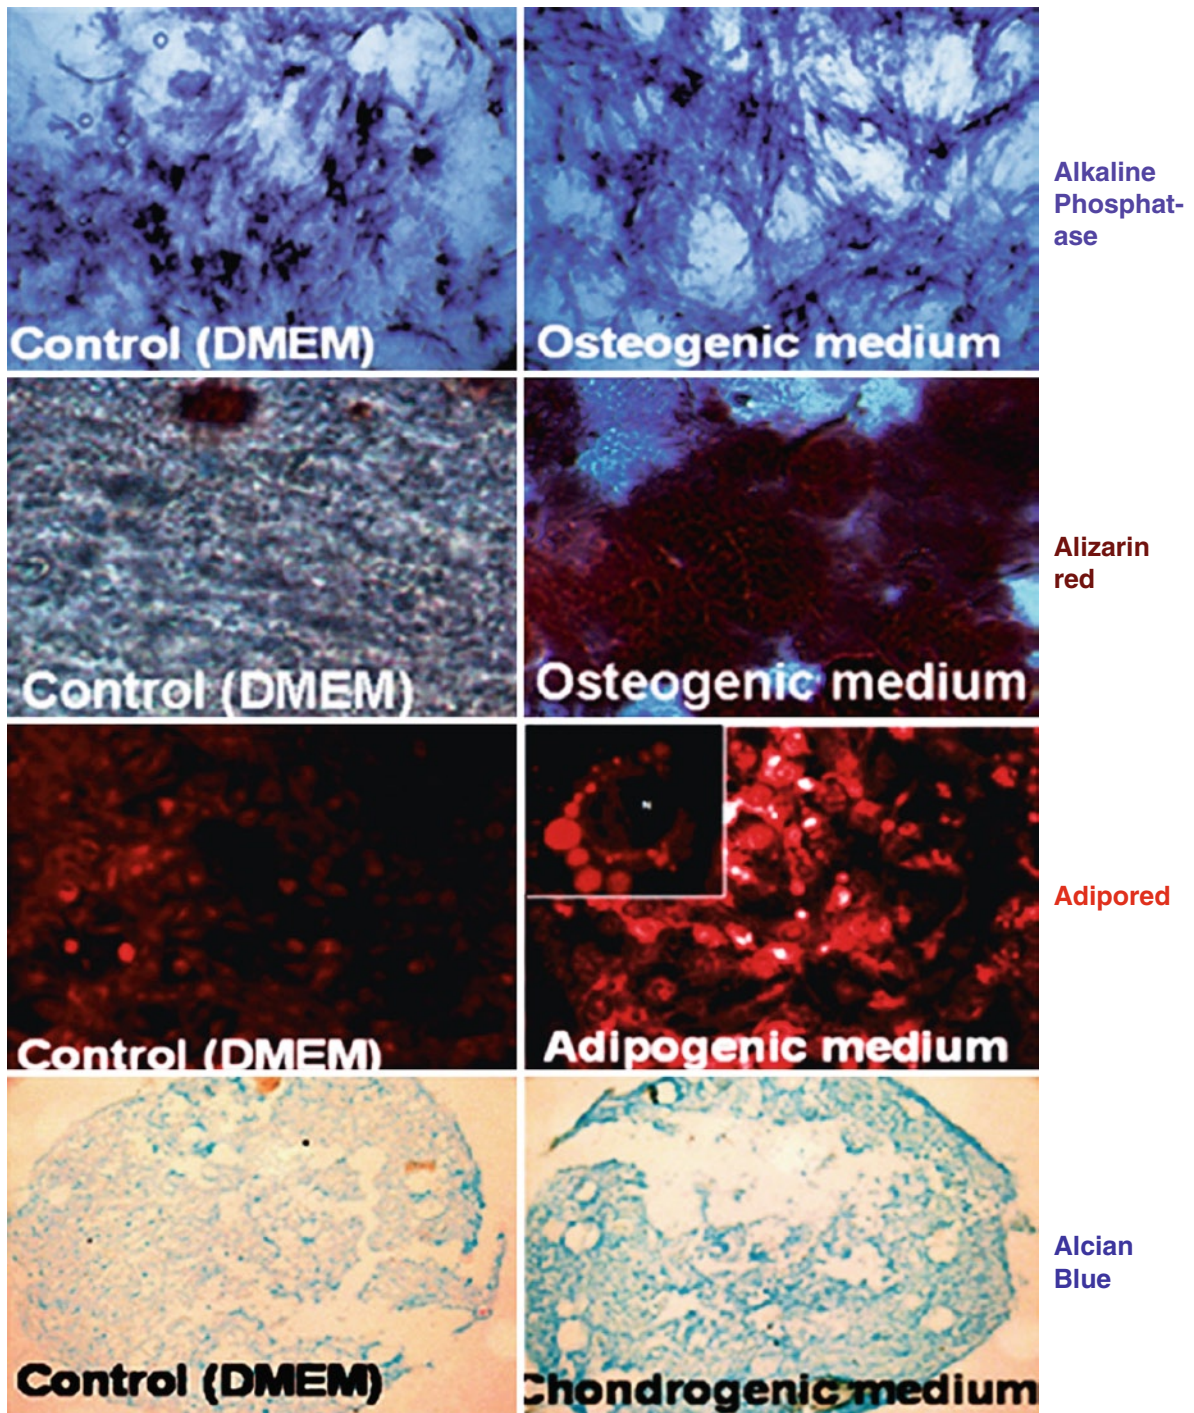 Control (DMEM)
Osteogenic medium
Alkaline
Phosphat-
ase
Control (DMEM)
Osteogenic medium
Alizarin
red
Control (DMEM)
N
Adipogenic medium
Adipored
Control (DMEM)
Chondrogenic medium
Alcian
Blue